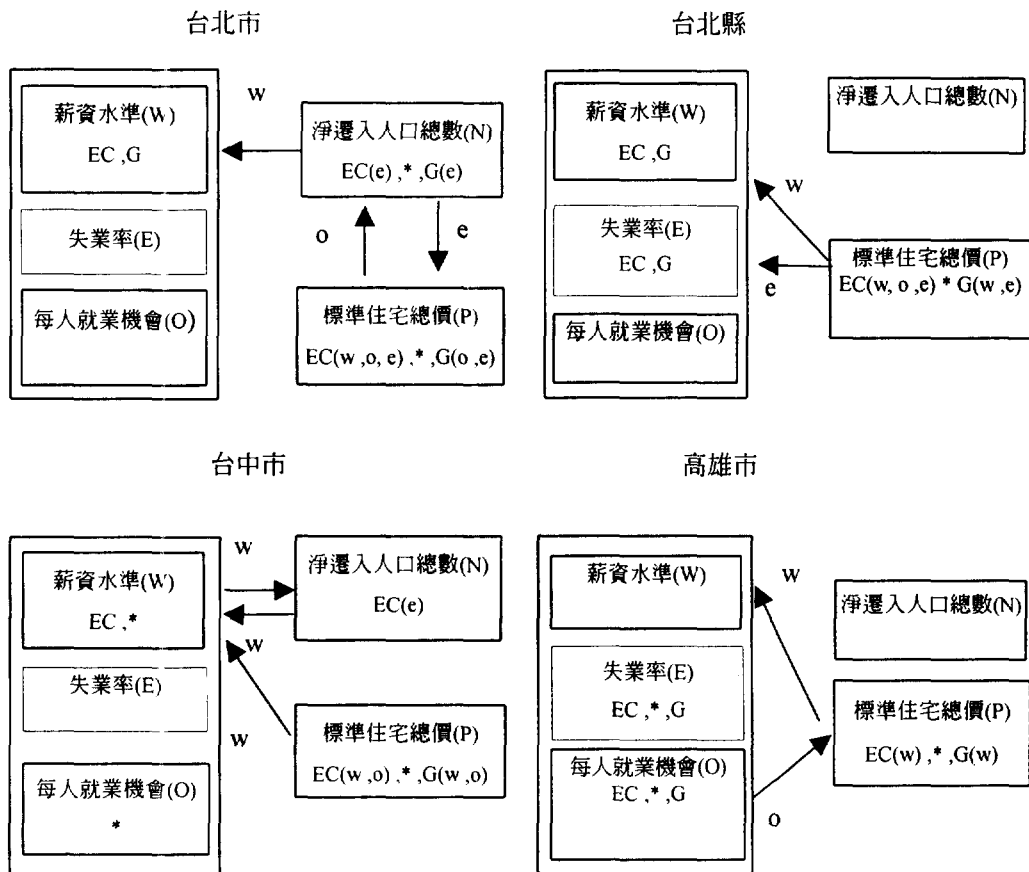 台北市
薪資水準(W)
EC ,G
失業率(E)
每人就業機會(O)
w
淨遷入人口總數(N)
EC(e) ,* ,G(e)
o
e
標準住宅總價(P)
EC(w ,o, e) ,* ,G(o ,e)
台北縣
薪資水準(W)
EC ,G
失業率(E)
EC ,G
每人就業機會(O)
淨遷入人口總數(N)
w
e
標準住宅總價(P)
EC(w, o ,e) * G(w ,e)
台中市
薪資水準(W)
EC ,*
失業率(E)
每人就業機會(O)
*
w
淨遷入人口總數(N)
EC(e)
w
w
標準住宅總價(P)
EC(w ,o) ,* ,G(w ,o)
高雄市
薪資水準(W)
失業率(E)
EC ,* ,G
每人就業機會(O)
EC ,* ,G
w
淨遷入人口總數(N)
標準住宅總價(P)
EC(w) ,* ,G(w)
o